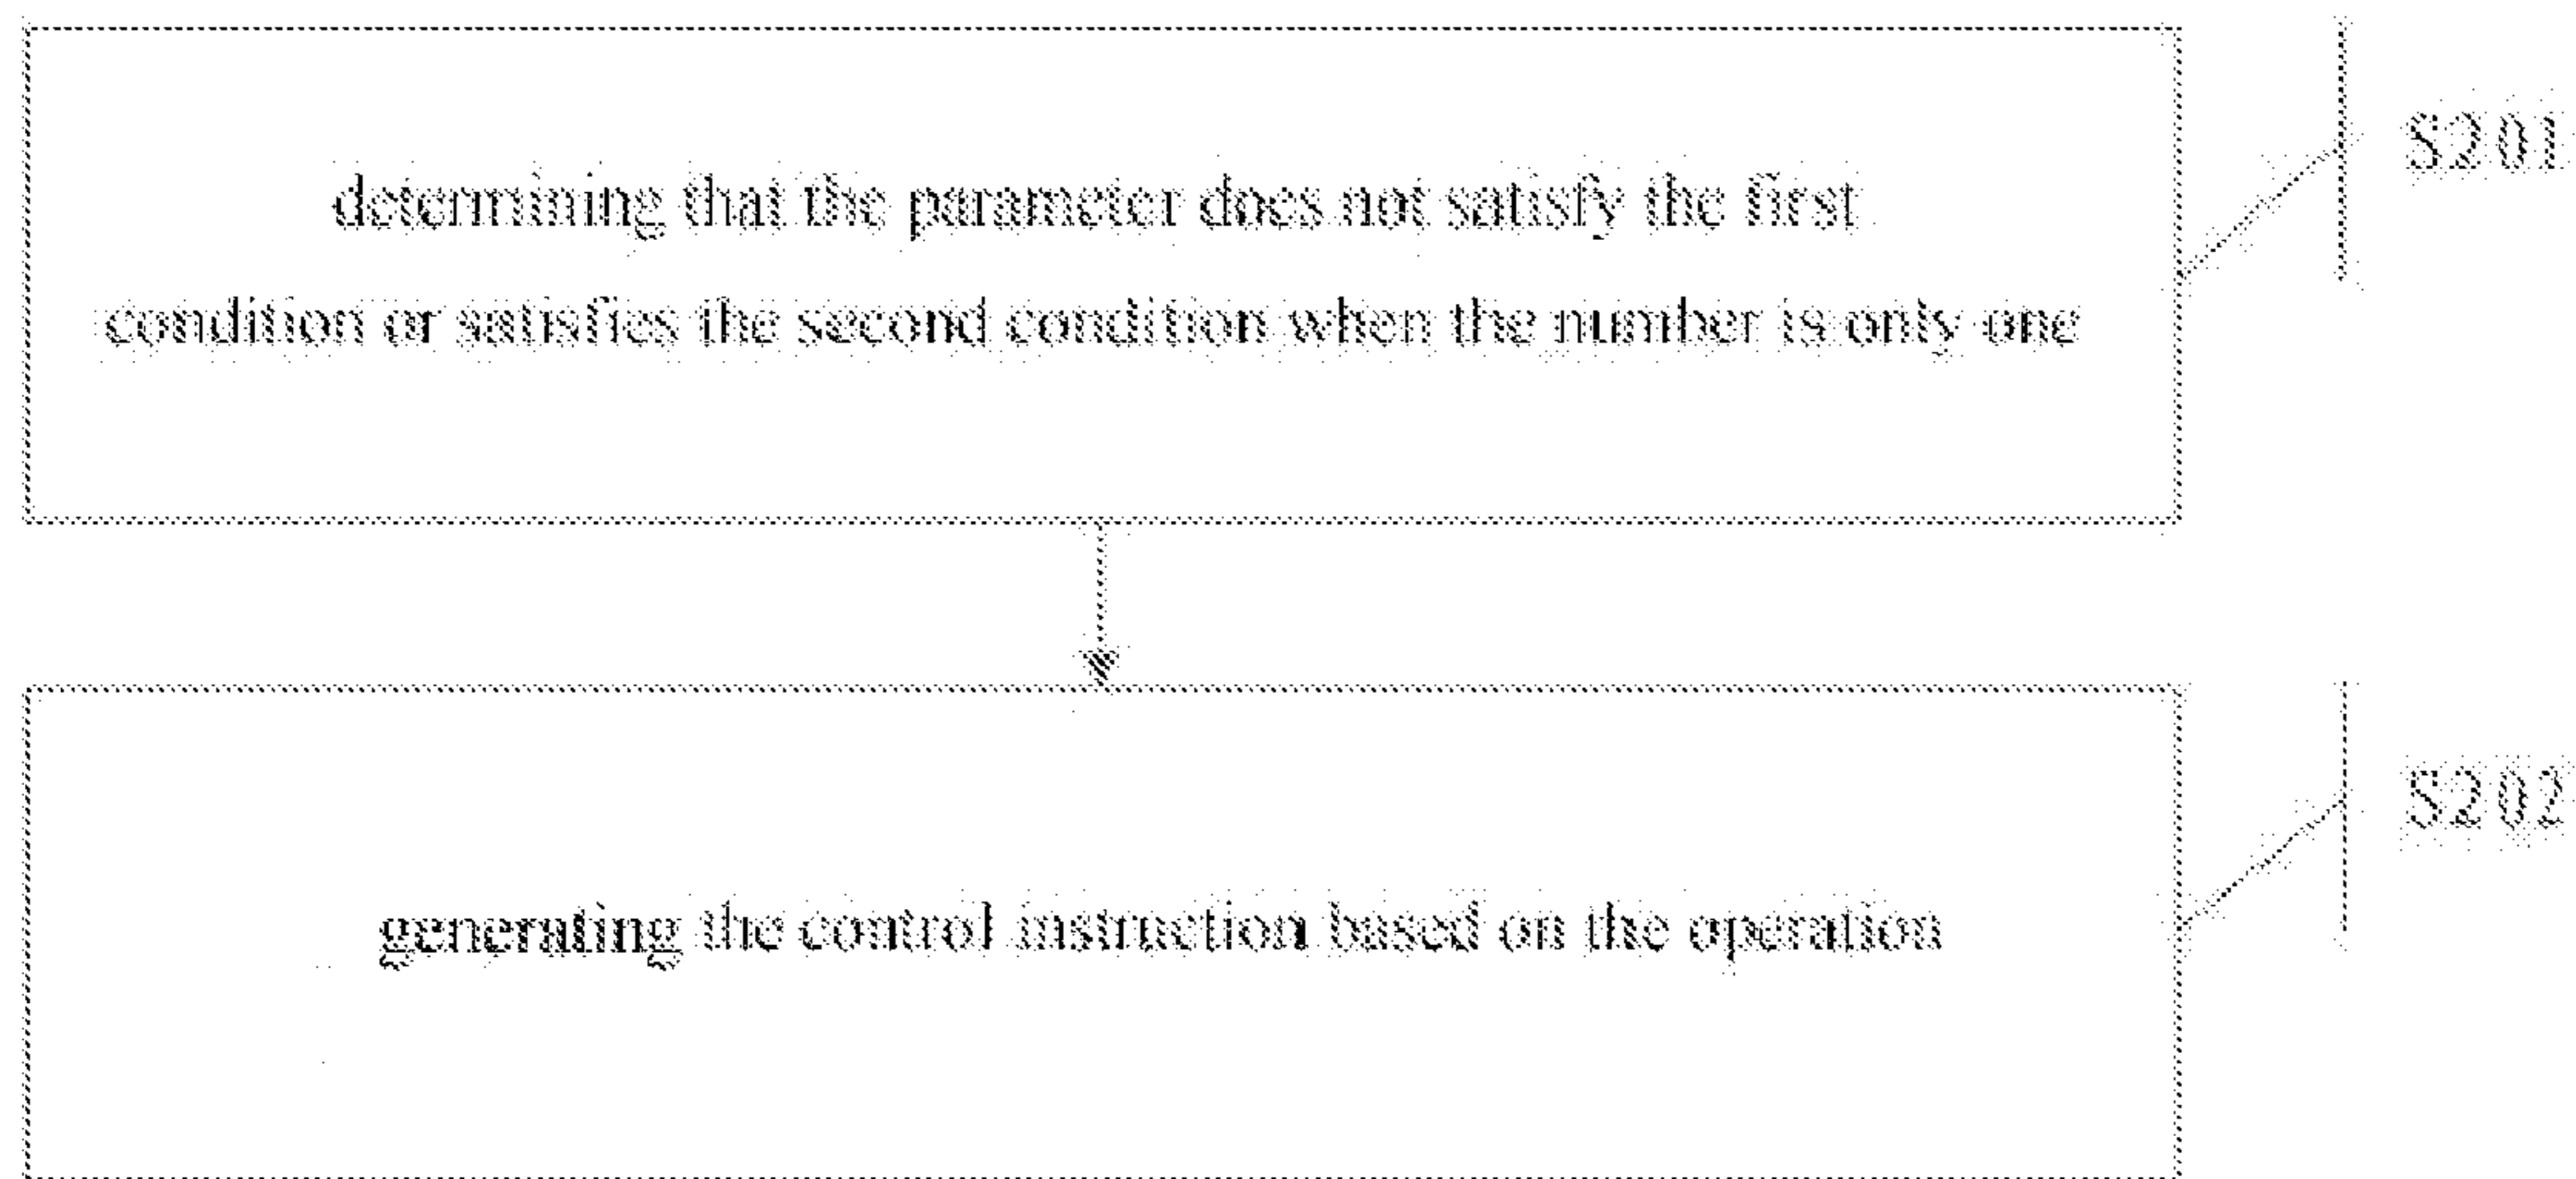 determining that the parameter does not satisfy the first
condition or satisfies the second condition when the number is only one
S201
generating the control instruction based on the operation
S202